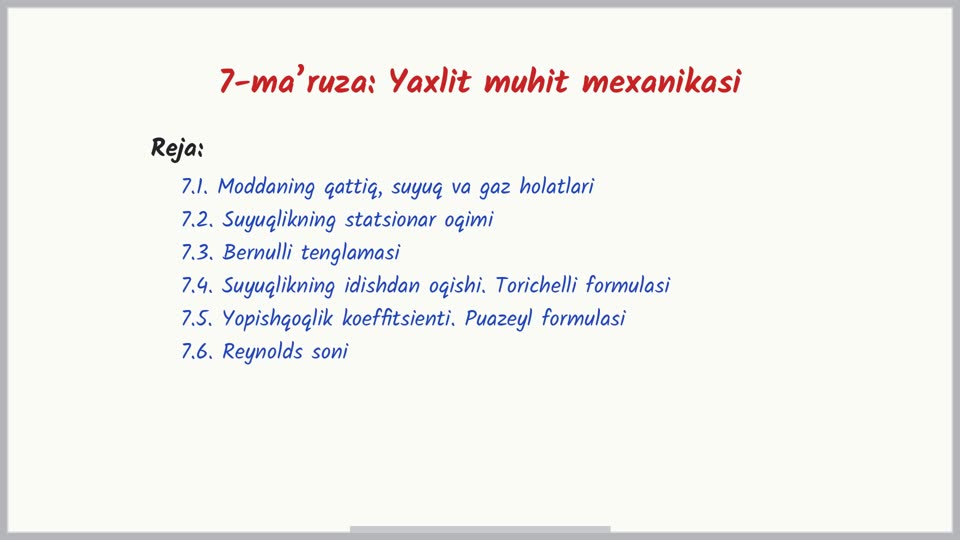 7-ma’ruza: Yaxlit muhit mexanikasi
Reja:
7.1. Moddaning qattiq, suyuq va gaz holatlari
7.2. Suyuqlikning statsionar oqimi
7.3. Bernulli tenglamasi
7.4. Suyuqlikning idishdan oqishi. Torichelli formulasi
7.5. Yopishqoqlik koeffitsienti. Puazeyl formulasi
7.6. Reynolds soni